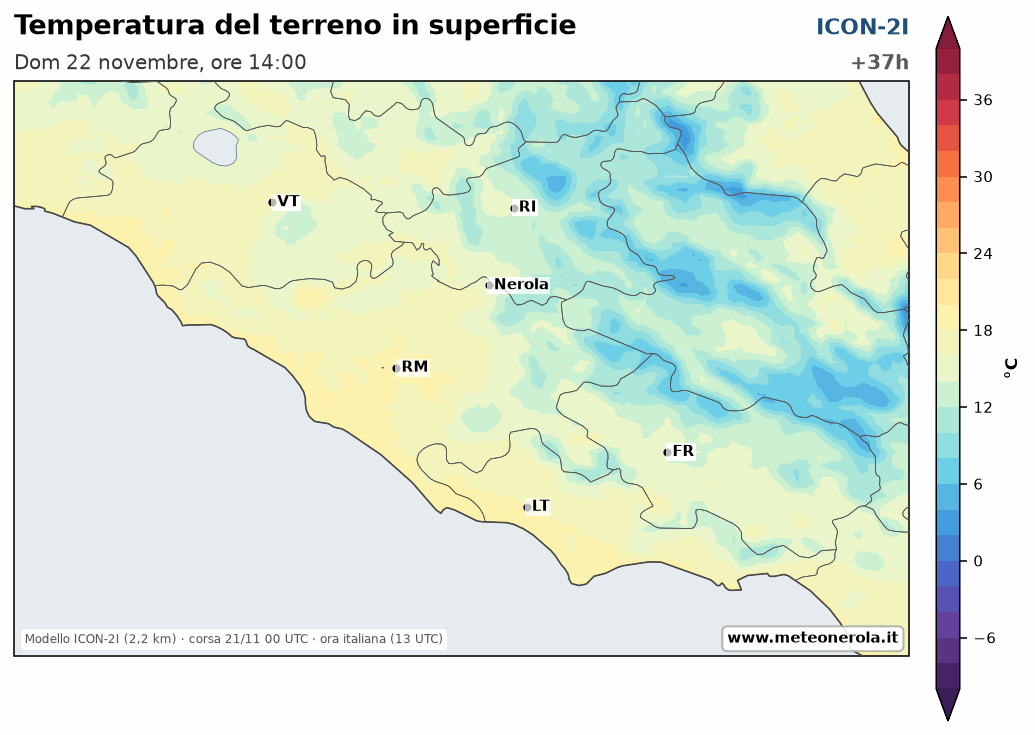 Temperatura del terreno in superficie
ICON-2I
Dom 22 novembre, ore 14:00
+37h
VT
RI
Nerola
RM
FR
LT
36
30
24
18
12
6
0
−6
°C
Modello ICON-2I (2,2 km) · corsa 21/11 00 UTC · ora italiana (13 UTC)
www.meteonerola.it